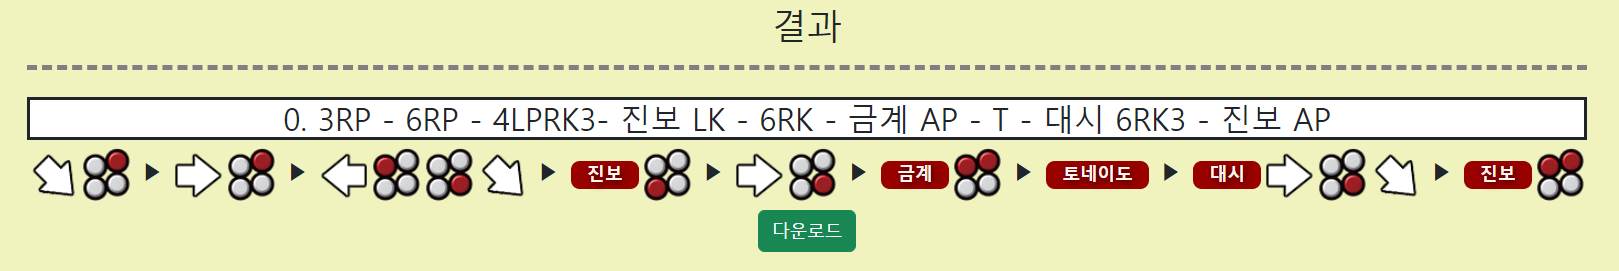 결과
0. 3RP - 6RP - 4LPRK3- 진보 LK - 6RK - 금계 AP - T - 대시 6RK3 - 진보 AP
진보 금계 토네이도 대시 진보
다운로드